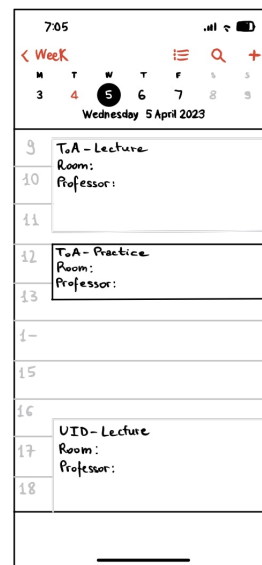 7:05
< Week
M T W T F S S
3 4 5 6 7 8 9
Wednesday 5 April 2023
9
ToA - Lecture
Room:
10
Professor:
11
12
ToA - Practice
Room:
Professor:
13
1-
15
16
UID - Lecture
17
Room:
Professor:
18